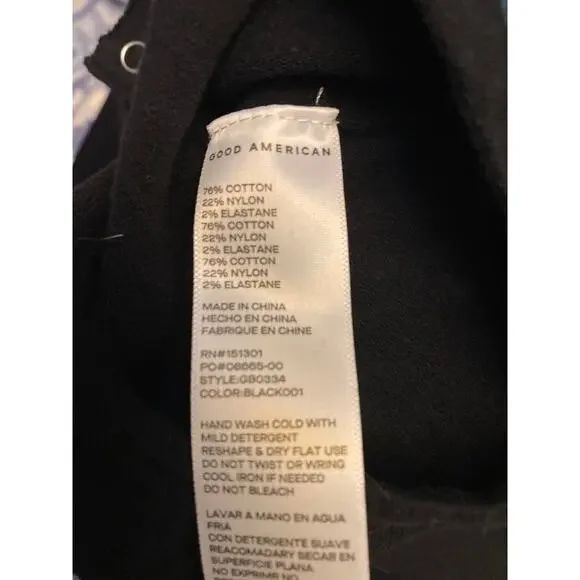 GOOD AMERICAN
76% COTTON
22% NYLON
2% ELASTANE
76% COTTON
22% NYLON
2% ELASTANE
76% COTTON
22% NYLON
2% ELASTANE
MADE IN CHINA
HECHO EN CHINA
FABRIQUE EN CHINE
RN#151301
PO#08665-00
STYLE:GB0334
COLOR:BLACK001
HAND WASH COLD WITH
MILD DETERGENT
RESHAPE & DRY FLAT USE
DO NOT TWIST OR WRING
COOL IRON IF NEEDED
DO NOT BLEACH
LAVAR A MANO EN AGUA
FRIA
CON DETERGENTE SUAVE
REACOMADARY SECAR EN
SUPERFICIE PLANA
NO EXPRIMIR NO